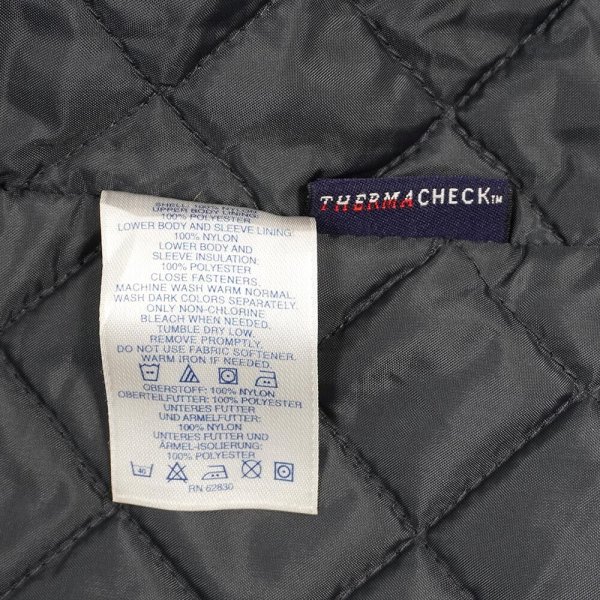 SHELL: 100% NYLON
UPPER BODY LINING:
100% POLYESTER
LOWER BODY AND SLEEVE LINING:
100% NYLON
LOWER BODY AND
SLEEVE INSULATION:
100% POLYESTER
CLOSE FASTENERS.
MACHINE WASH WARM NORMAL.
WASH DARK COLORS SEPARATELY.
ONLY NON-CHLORINE
BLEACH WHEN NEEDED.
TUMBLE DRY LOW.
REMOVE PROMPTLY.
DO NOT USE FABRIC SOFTENER.
WARM IRON IF NEEDED.
OBERSTOFF: 100% NYLON
OBERTEILFUTTER: 100% POLYESTER
UNTERES FUTTER
UND ARMELFUTTER:
100% NYLON
UNTERES FUTTER UND
ÄRMEL-ISOLIERUNG:
100% POLYESTER
40
RN 62830
THERMACHECK™